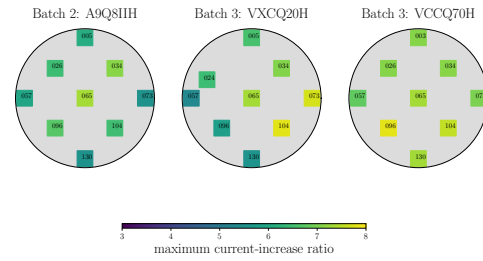 Batch 2: A9Q8IIH Batch 3: VXCQ20H Batch 3: VCCQ70H
005 005 003
026 034 024 034 026 034
057 065 073 057 065 073 057 065 07
096 104 096 104 096 104
130 130 130
3 4 5 6 7 8
maximum current-increase ratio